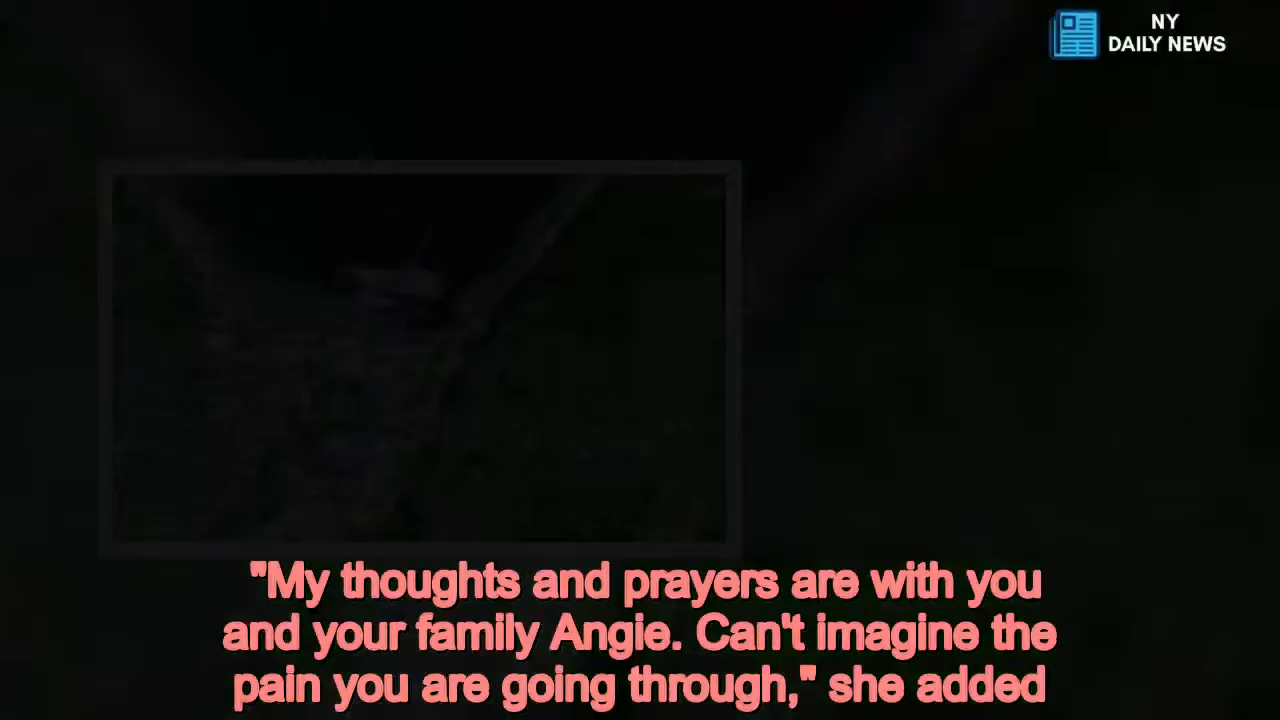 NY
DAILY NEWS
"My thoughts and prayers are with you
and your family Angie. Can't imagine the
pain you are going through," she added